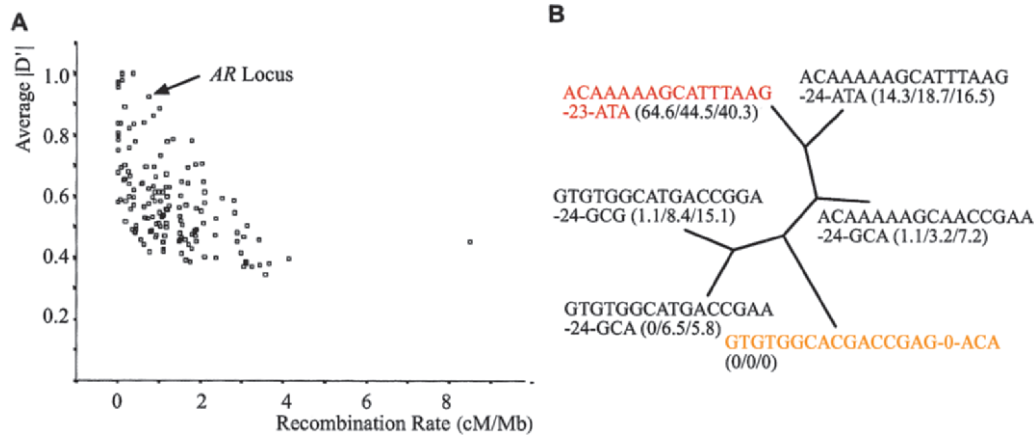 A
Average |D'|
1.0
0.8
0.6
0.4
0.2
AR Locus
0 2 4 6 8
Recombination Rate (cM/Mb)
B
ACAAAAAGCATTTAAG
-23-ATA (64.6/44.5/40.3)
ACAAAAAGCATTTAAG
-24-ATA (14.3/18.7/16.5)
GTGTGGCATGACCGGA
-24-GCG (1.1/8.4/15.1)
ACAAAAAGCAACCGAA
-24-GCA (1.1/3.2/7.2)
GTGTGGCATGACCGAA
-24-GCA (0/6.5/5.8)
GTGTGGCACGACCGAG-0-ACA
(0/0/0)